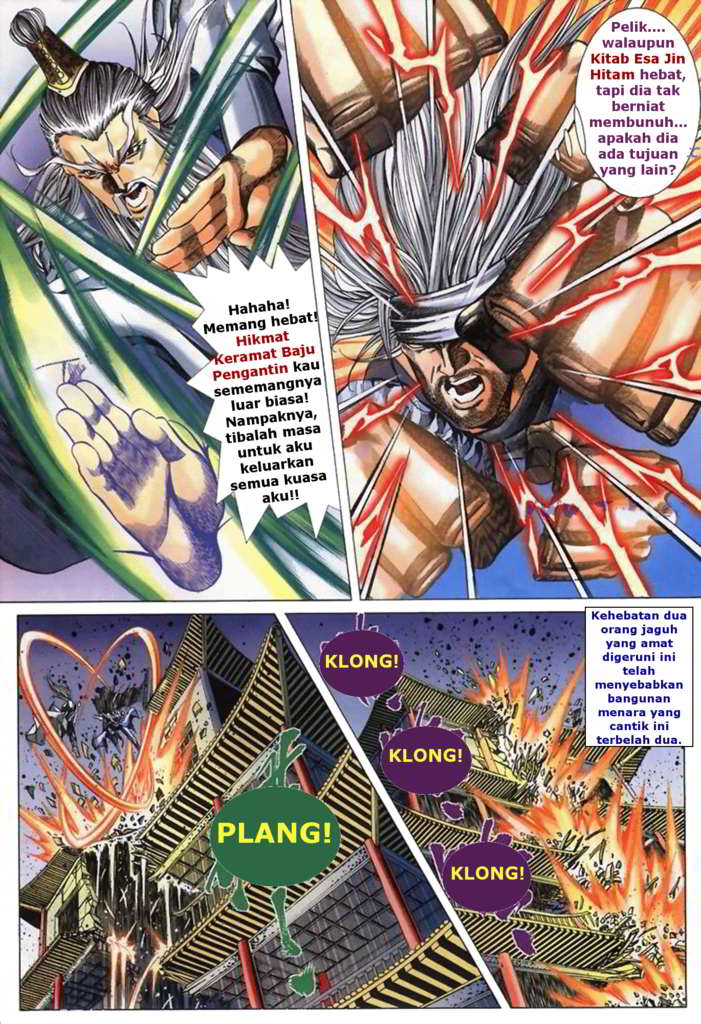 Hahaha!
Memang hebat!
Hikmat
Keramat Baju
Pengantin kau
sememangnya
luar biasa!
Nampaknya,
tibalah masa
untuk aku
keluarkan
semua kuasa
aku!!
Pelik....
walaupun
Kitab Esa Jin
Hitam hebat,
tapi dia tak
berniat
membunuh...
apakah dia
ada tujuan
yang lain?
PLANG!
KLONG!
KLONG!
KLONG!
Kehebatan dua
orang jaguh
yang amat
digeruni ini
telah
menyebabkan
bangunan
menara yang
cantik ini
terbelah dua.